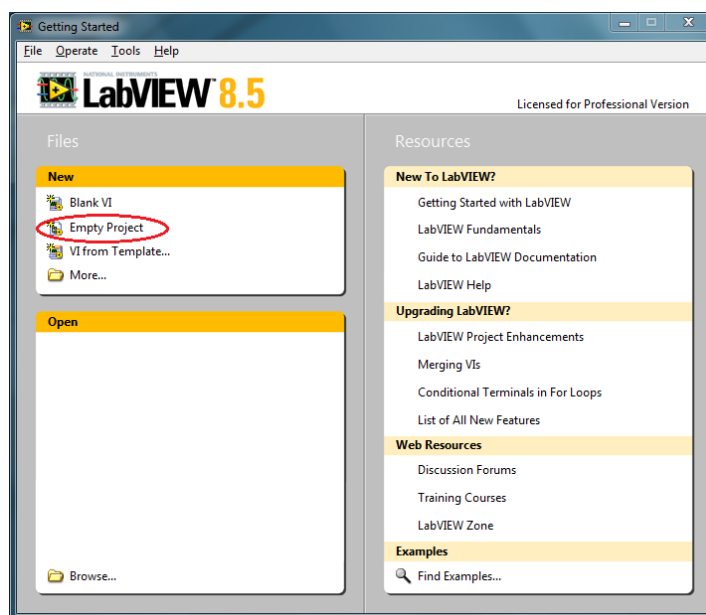 Getting Started
File Operate Tools Help
NATIONAL INSTRUMENTS
LabVIEW™ 8.5
Licensed for Professional Version
Files
New
Blank VI
Empty Project
VI from Template...
More...
Open
Browse...
Resources
New To LabVIEW?
Getting Started with LabVIEW
LabVIEW Fundamentals
Guide to LabVIEW Documentation
LabVIEW Help
Upgrading LabVIEW?
LabVIEW Project Enhancements
Merging VIs
Conditional Terminals in For Loops
List of All New Features
Web Resources
Discussion Forums
Training Courses
LabVIEW Zone
Examples
Find Examples...